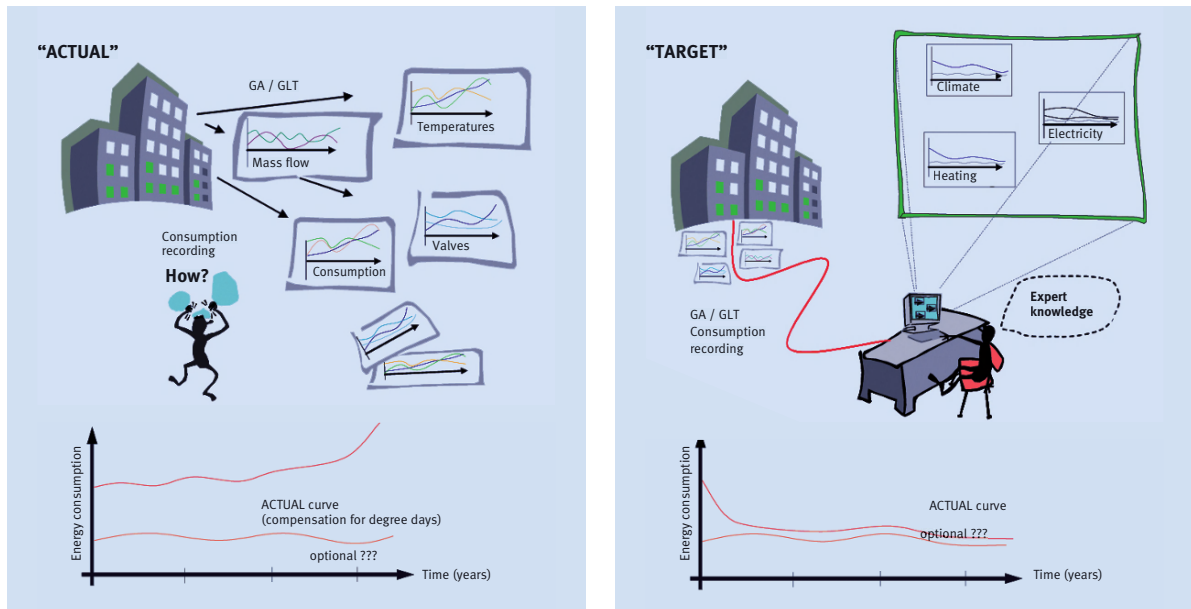 “ACTUAL”
GA / GLT
Temperatures
Mass flow
Valves
Consumption
Consumption
recording
How?
Energy consumption
ACTUAL curve
(compensation for degree days)
optional ???
Time (years)
“TARGET”
Climate
Electricity
Heating
GA / GLT
Consumption
recording
Expert
knowledge
Energy consumption
ACTUAL curve
optional ???
Time (years)